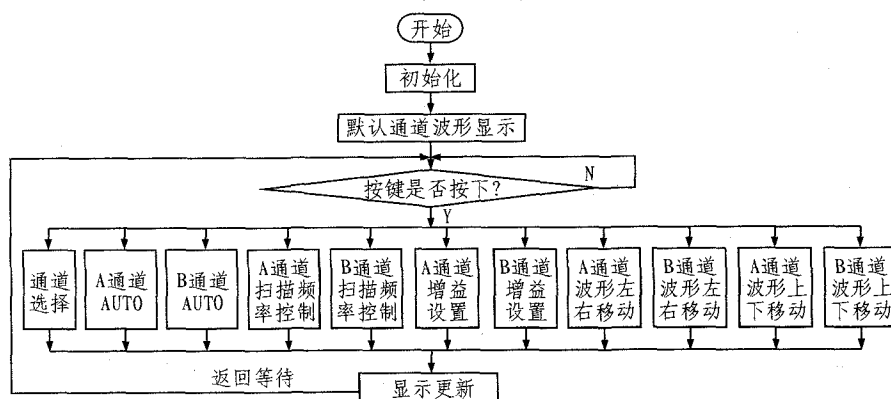 开始
初始化
默认通道波形显示
按键是否按下?
N
Y
通道
选择
A通道
AUTO
B通道
AUTO
A通道
扫描频
率控制
B通道
扫描频
率控制
A通道
增益
设置
B通道
增益
设置
A通道
波形左
右移动
B通道
波形左
右移动
A通道
波形上
下移动
B通道
波形上
下移动
返回等待
显示更新